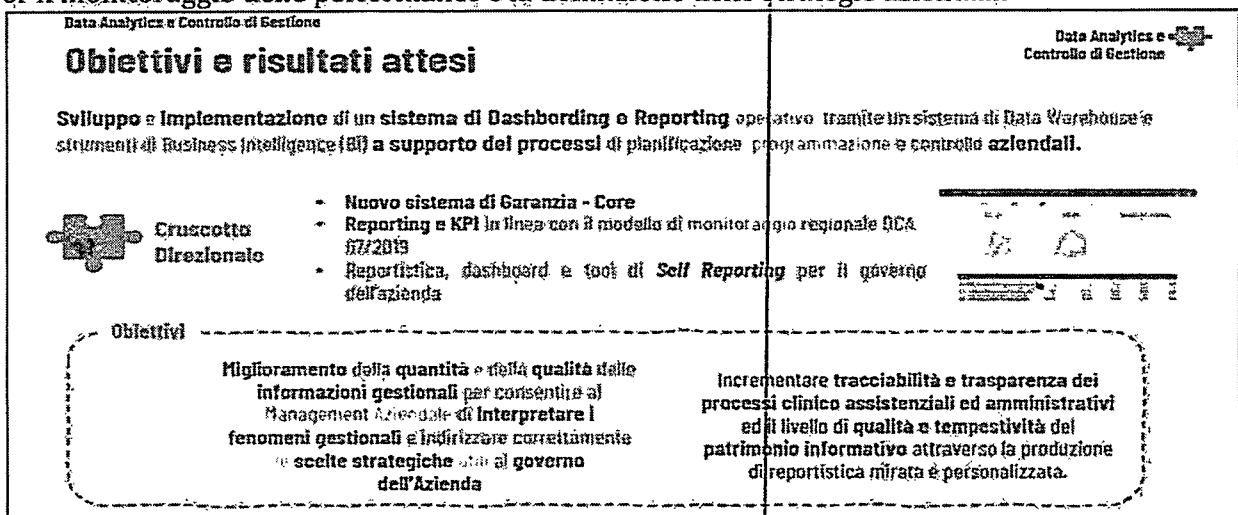 Data Analytics e Controllo di Gestione
Data Analytics e
Controllo di Gestione
Obiettivi e risultati attesi
Sviluppo e Implementazione di un sistema di Dashbording e Reporting operativo tramite un sistema di Data Warehouse e
strumenti di Business Intelligence (BI) a supporto dei processi di pianificazione programmazione e controllo aziendali.
Cruscotto
Direzionale
- Nuovo sistema di Garanzia - Core
- Reporting e KPI in linea con il modello di monitoraggio regionale DCA
67/2019
- Reportistica, dashboard e tool di Self Reporting per il governo
dell'azienda
Obiettivi
Miglioramento della quantità e della qualità delle
informazioni gestionali per consentire al
Management Aziendale di Interpretare i
fenomeni gestionali e indirizzare correttamente
le scelte strategiche utili al governo
dell'Azienda
Incrementare tracciabilità e trasparenza dei
processi clinico assistenziali ed amministrativi
ed il livello di qualità e tempestività del
patrimonio informativo attraverso la produzione
di reportistica mirata e personalizzata.